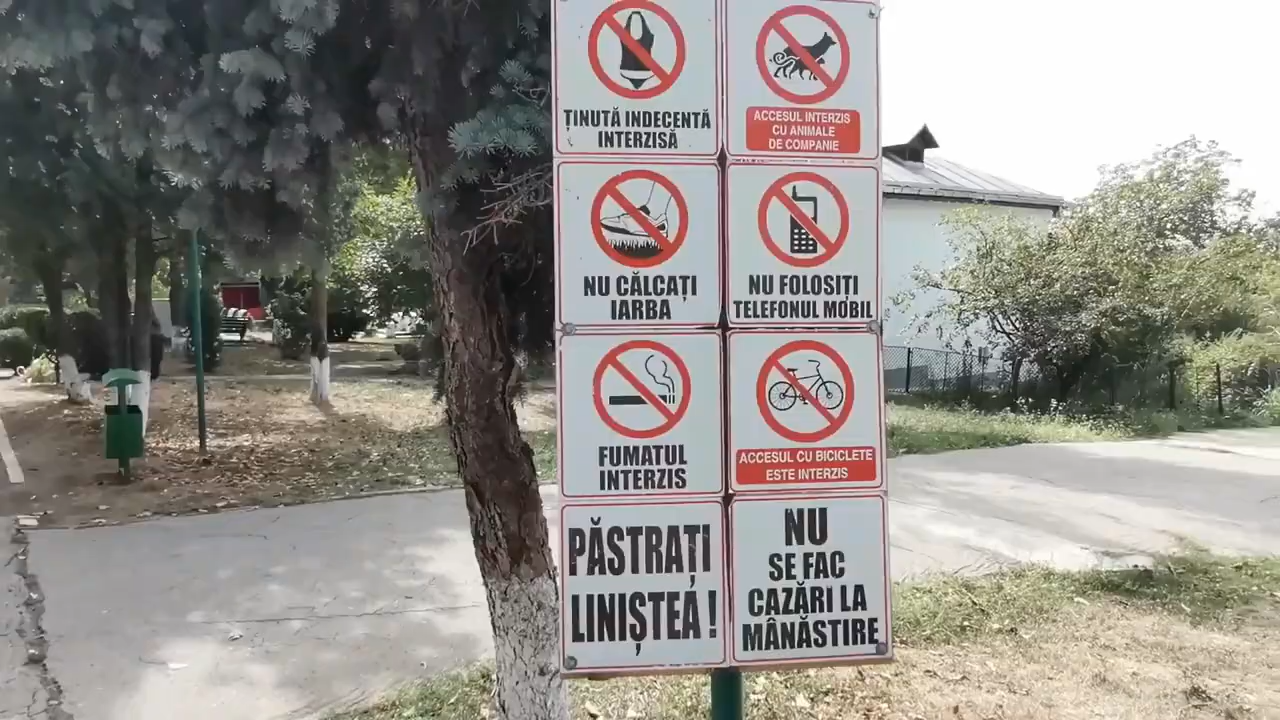 ȚINUTĂ INDECENTĂ
INTERZISĂ
ACCESUL INTERZIS
CU ANIMALE
DE COMPANIE
NU CĂLCAȚI
IARBA
NU FOLOSIȚI
TELEFONUL MOBIL
FUMATUL
INTERZIS
ACCESUL CU BICICLETE
ESTE INTERZIS
PĂSTRAȚI
LINIȘTEA !
NU
SE FAC
CAZĂRI LA
MÂNĂSTIRE